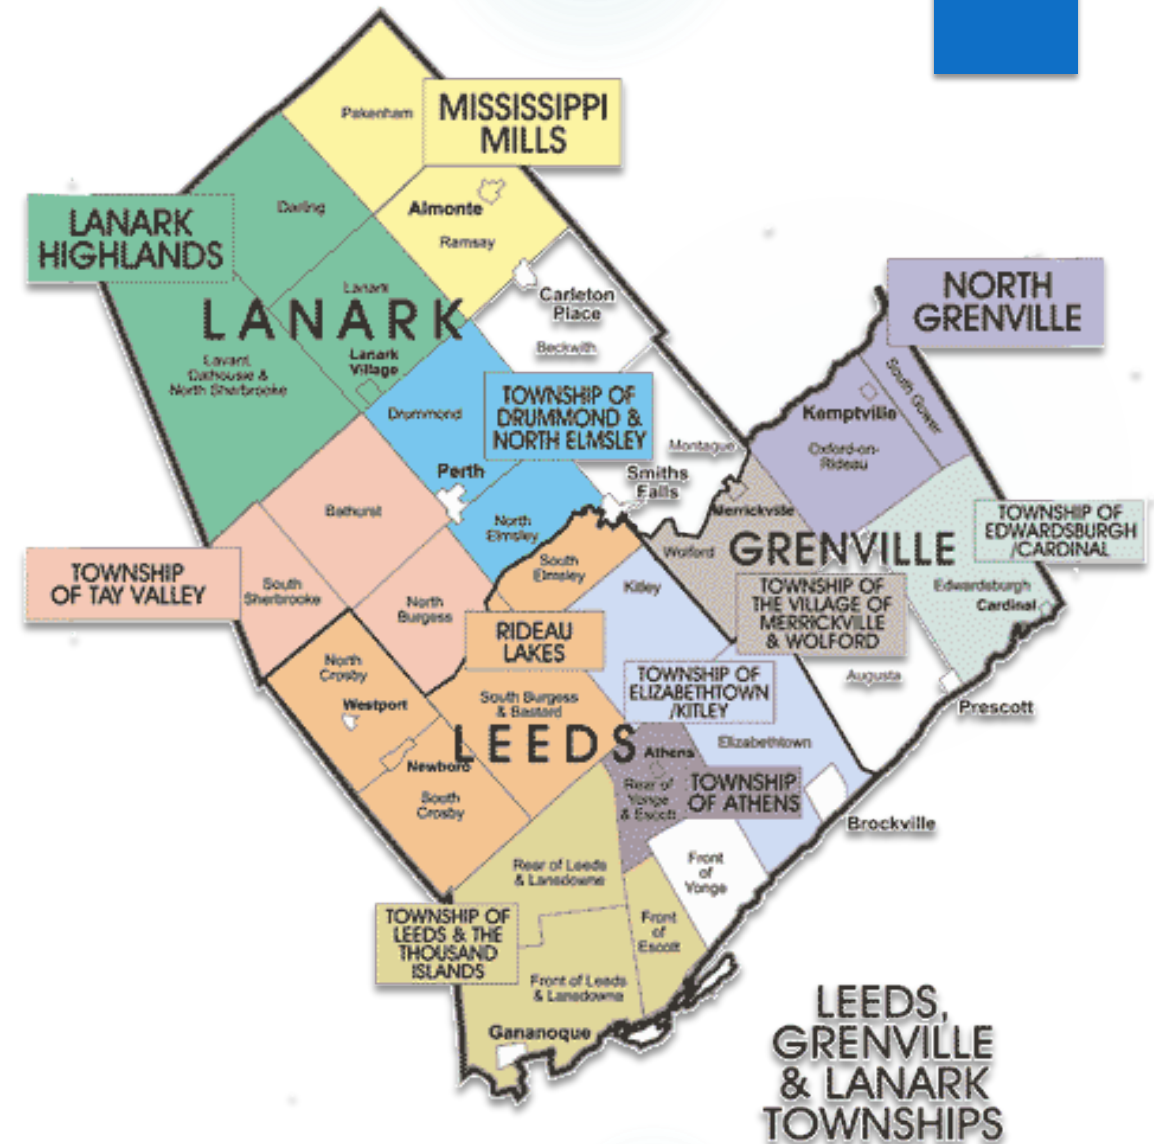 Pakenham
MISSISSIPPI
MILLS
Darling
Almonte
Ramsay
LANARK
HIGHLANDS
Lanark
LANARK
Carleton
Place
Beckwith
NORTH
GRENVILLE
Lanark
Village
Lavant,
Dalhousie &
North Sherbrooke
South Gower
Drummond
TOWNSHIP OF
DRUMMOND &
NORTH ELMSLEY
Kemptville
Oxford-on-
Rideau
Montague
Perth
Smiths
Falls
Bathurst
North
Elmsley
Merrickville
Wolford
GRENVILLE
TOWNSHIP OF
EDWARDSBURGH
/CARDINAL
South
Elmsley
TOWNSHIP
OF TAY VALLEY
South
Sherbrooke
Kitley
TOWNSHIP OF
THE VILLAGE OF
MERRICKVILLE
& WOLFORD
Edwardsburgh
Cardinal
North
Burgess
RIDEAU
LAKES
North
Crosby
TOWNSHIP OF
ELIZABETHTOWN
/KITLEY
Augusta
Westport
South Burgess
& Bastard
Prescott
LEEDS
Elizabethtown
Athens
Newboro
Rear of
Yonge
& Escott
TOWNSHIP
OF ATHENS
South
Crosby
Brockville
Front
of
Yonge
Rear of Leeds
& Lansdowne
TOWNSHIP OF
LEEDS & THE
THOUSAND
ISLANDS
Front
of
Escott
Front of Leeds
& Lansdowne
Gananoque
LEEDS,
GRENVILLE
& LANARK
TOWNSHIPS